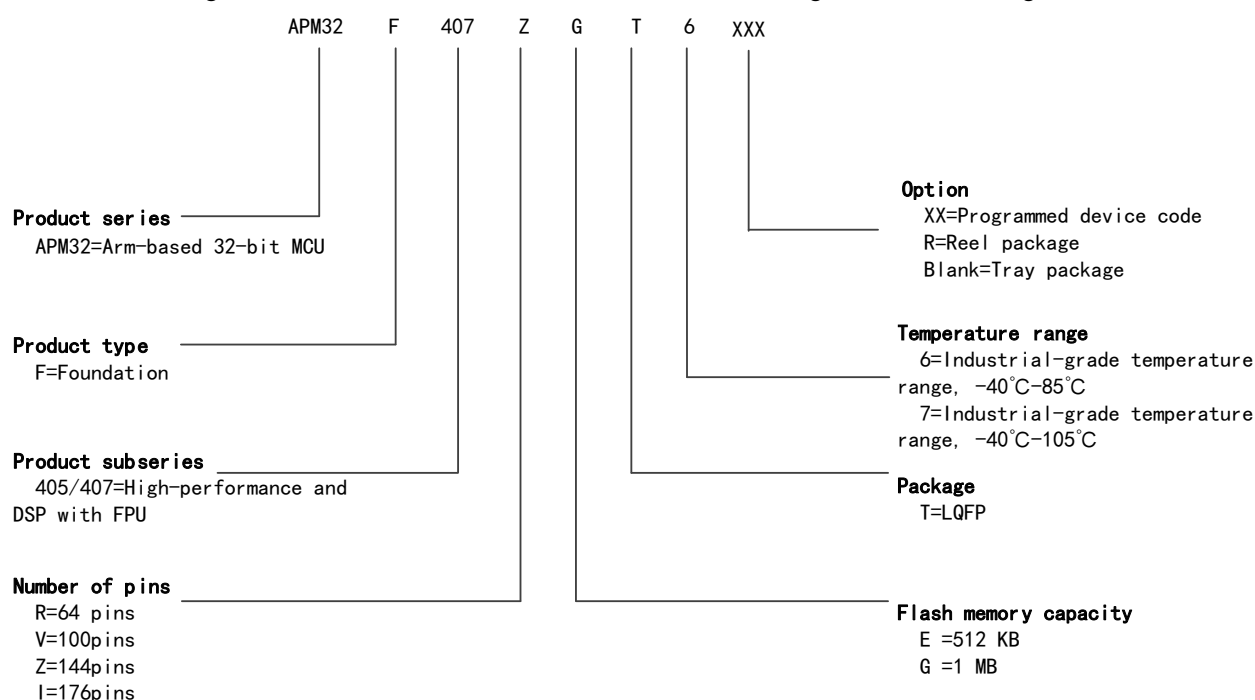 APM32 F 407 Z G T 6 XXX
Product series
APM32=Arm-based 32-bit MCU
Product type
F=Foundation
Product subseries
405/407=High-performance and
DSP with FPU
Number of pins
R=64 pins
V=100pins
Z=144pins
I=176pins
Option
XX=Programmed device code
R=Reel package
Blank=Tray package
Temperature range
6=Industrial-grade temperature
range, -40℃-85℃
7=Industrial-grade temperature
range, -40℃-105℃
Package
T=LQFP
Flash memory capacity
E =512 KB
G =1 MB